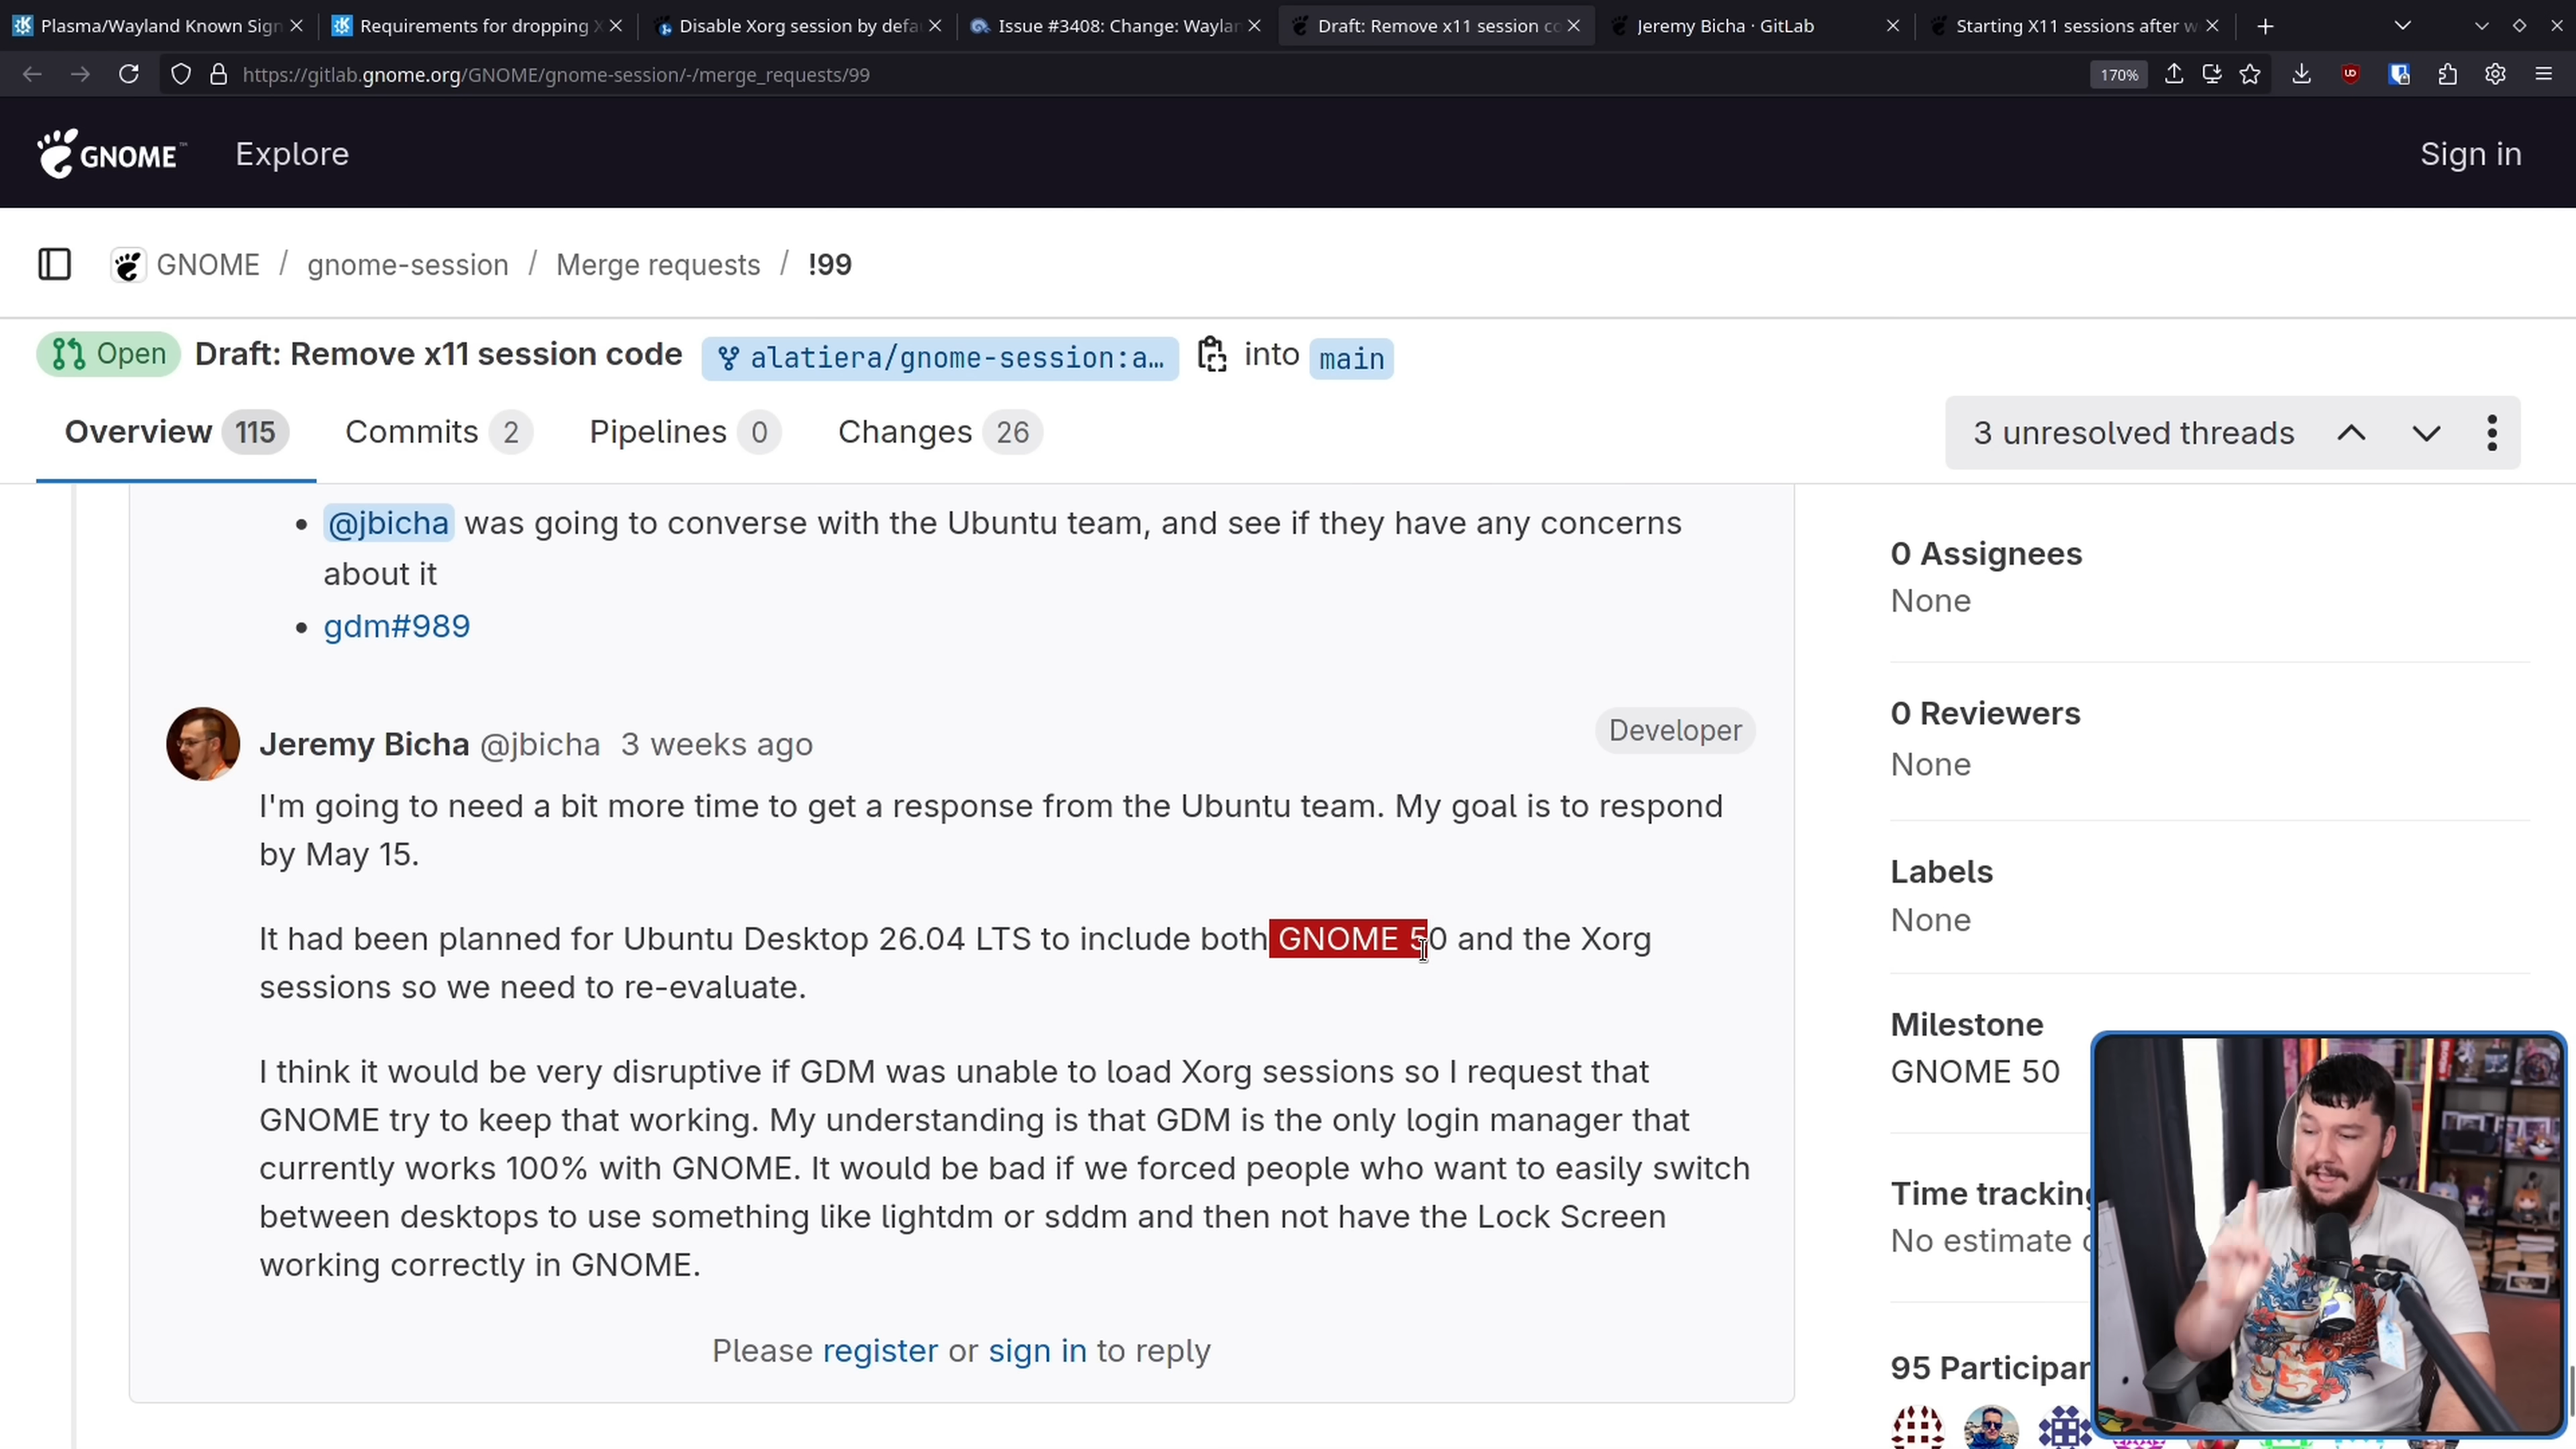 Plasma/Wayland Known Sign
Requirements for dropping X
Disable Xorg session by defa
Issue #3408: Change: Waylan
Draft: Remove x11 session co
Jeremy Bicha · GitLab
Starting X11 sessions after w
https://gitlab.gnome.org/GNOME/gnome-session/-/merge_requests/99
170%
GNOME™
Explore
Sign in
GNOME / gnome-session / Merge requests / !99
Open Draft: Remove x11 session code alatiera/gnome-session:a… into main
Overview 115 Commits 2 Pipelines 0 Changes 26
3 unresolved threads
• @jbicha was going to converse with the Ubuntu team, and see if they have any concerns
about it
• gdm#989
Jeremy Bicha @jbicha 3 weeks ago
Developer
I'm going to need a bit more time to get a response from the Ubuntu team. My goal is to respond
by May 15.
It had been planned for Ubuntu Desktop 26.04 LTS to include both GNOME 50 and the Xorg
sessions so we need to re-evaluate.
I think it would be very disruptive if GDM was unable to load Xorg sessions so I request that
GNOME try to keep that working. My understanding is that GDM is the only login manager that
currently works 100% with GNOME. It would be bad if we forced people who want to easily switch
between desktops to use something like lightdm or sddm and then not have the Lock Screen
working correctly in GNOME.
Please register or sign in to reply
0 Assignees
None
0 Reviewers
None
Labels
None
Milestone
GNOME 50
Time tracking
No estimate
95 Participan